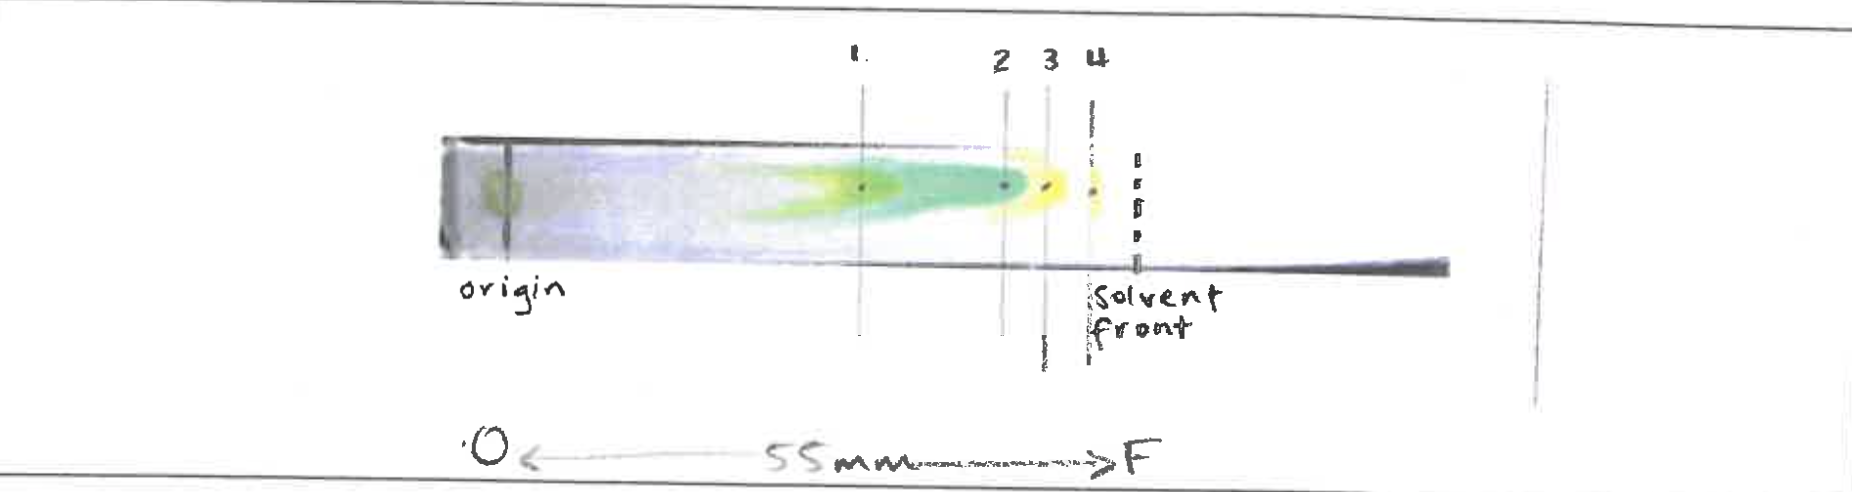 1. 2 3 4
origin
solvent
front
O 55mm F